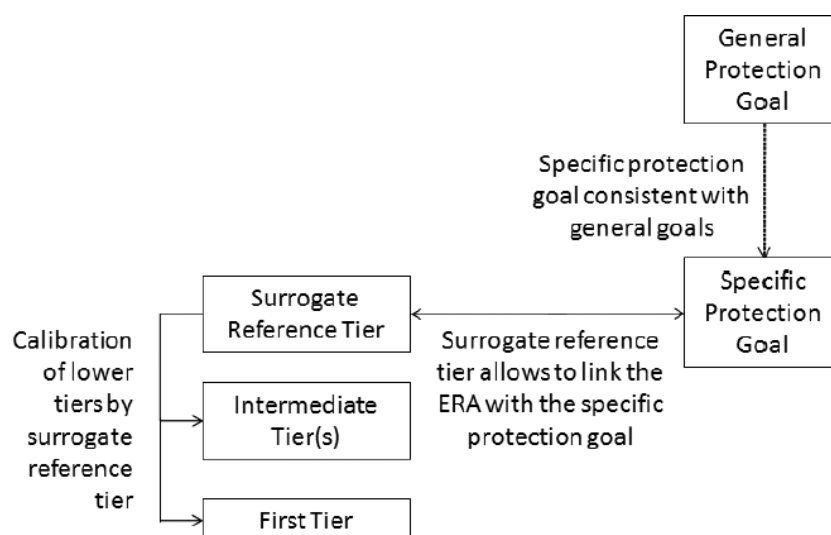 General
Protection
Goal
Specific protection
goal consistent with
general goals
Specific
Protection
Goal
Surrogate
Reference Tier
Surrogate reference
tier allows to link the
ERA with the specific
protection goal
Calibration
of lower
tiers by
surrogate
reference
tier
Intermediate
Tier(s)
First Tier